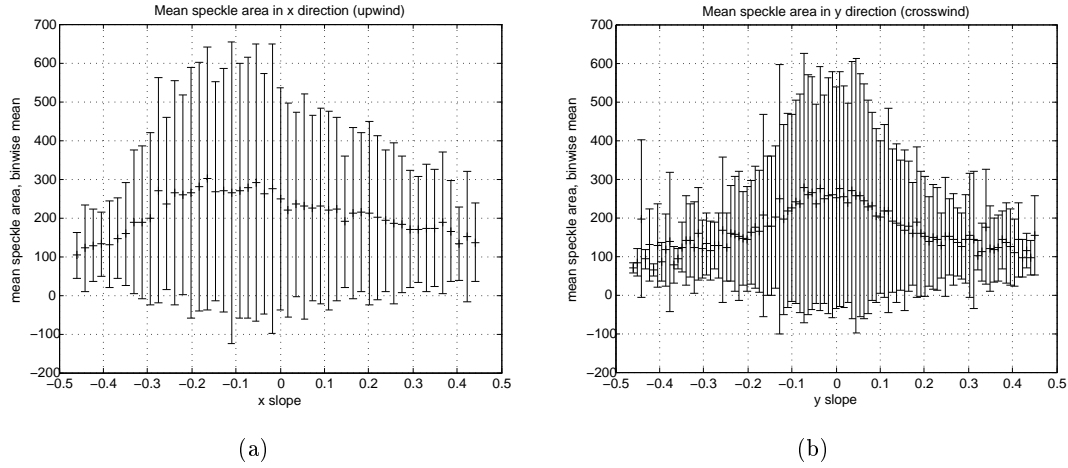 Mean speckle area in x direction (upwind)
700
600
500
400
300
200
100
0
−100
−200
mean speckle area, binwise mean
−0.5 −0.4 −0.3 −0.2 −0.1 0 0.1 0.2 0.3 0.4 0.5
x slope
(a)
Mean speckle area in y direction (crosswind)
700
600
500
400
300
200
100
0
−100
−200
mean speckle area, binwise mean
−0.5 −0.4 −0.3 −0.2 −0.1 0 0.1 0.2 0.3 0.4 0.5
y slope
(b)